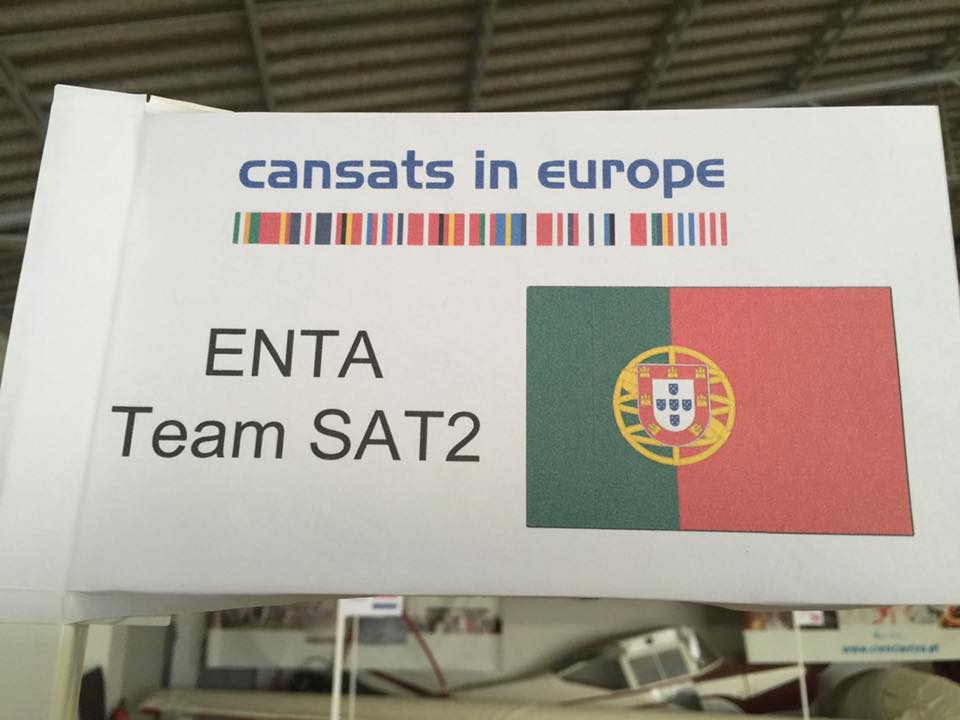 cansats in europe
ENTA
Team SAT2